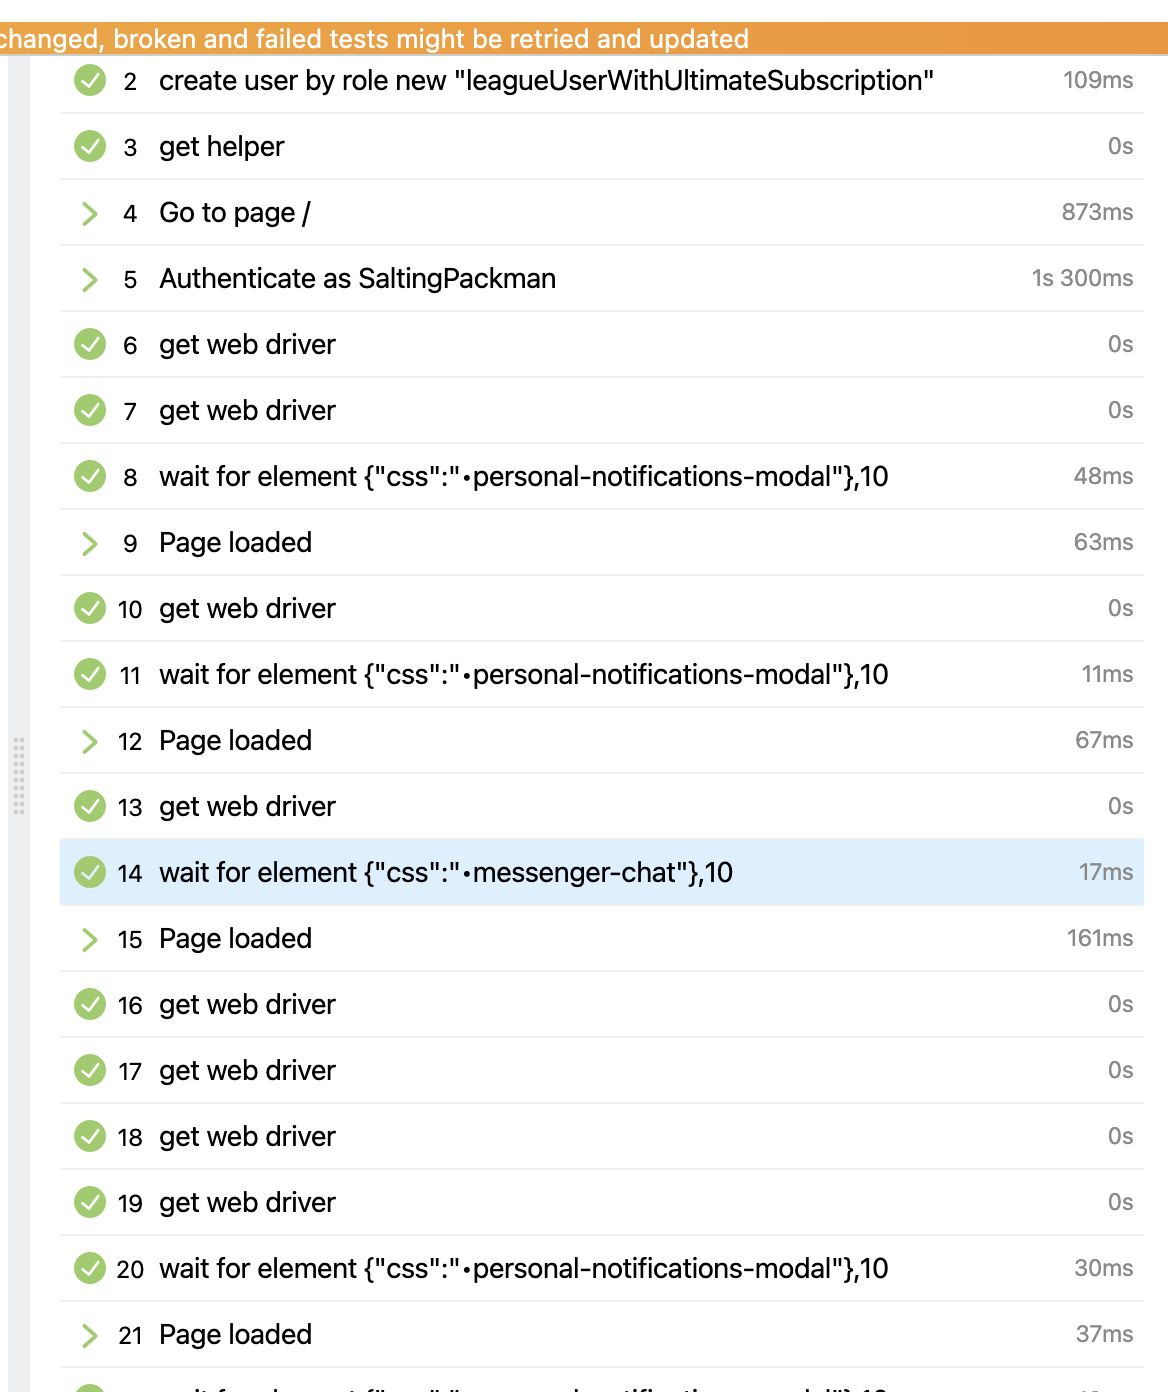 changed, broken and failed tests might be retried and updated
2 create user by role new "leagueUserWithUltimateSubscription" 109ms
3 get helper 0s
4 Go to page / 873ms
5 Authenticate as SaltingPackman 1s 300ms
6 get web driver 0s
7 get web driver 0s
8 wait for element {"css":"•personal-notifications-modal"},10 48ms
9 Page loaded 63ms
10 get web driver 0s
11 wait for element {"css":"•personal-notifications-modal"},10 11ms
12 Page loaded 67ms
13 get web driver 0s
14 wait for element {"css":"•messenger-chat"},10 17ms
15 Page loaded 161ms
16 get web driver 0s
17 get web driver 0s
18 get web driver 0s
19 get web driver 0s
20 wait for element {"css":"•personal-notifications-modal"},10 30ms
21 Page loaded 37ms